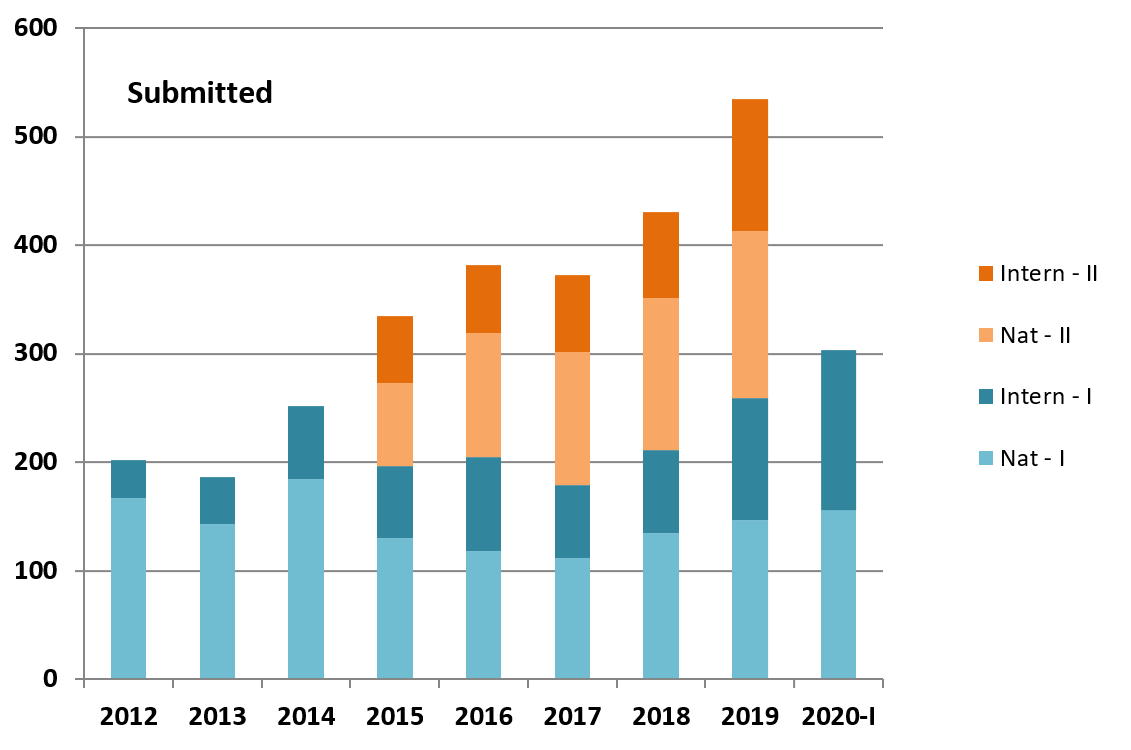 600
Submitted
500
400
300
200
100
0
2012 2013 2014 2015 2016 2017 2018 2019 2020-I
Intern - II
Nat - II
Intern - I
Nat - I